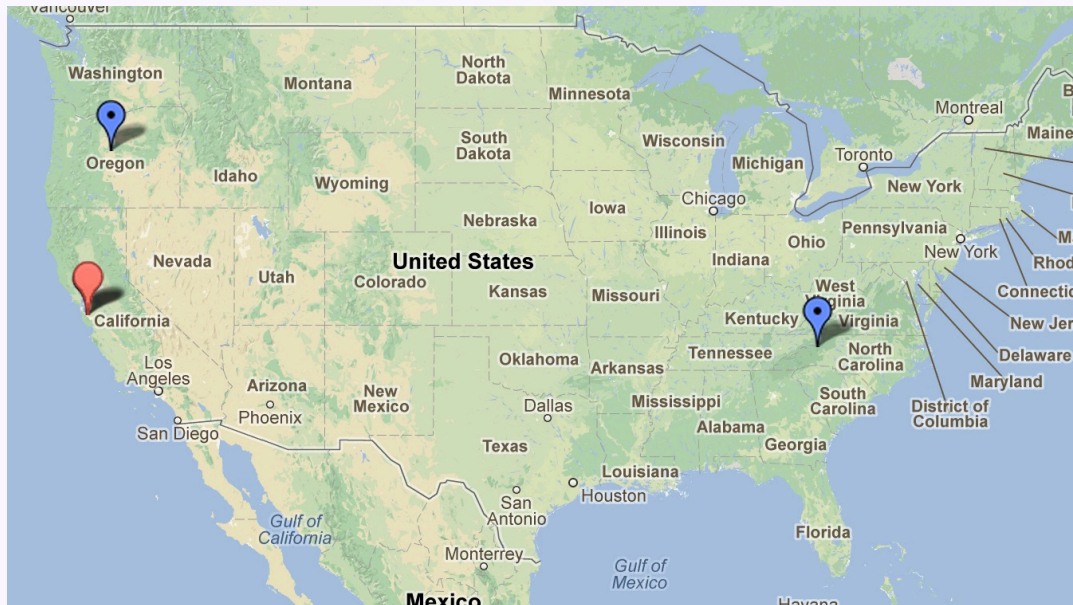 Vancouver
Washington
Montana
North
Dakota
Minnesota
Montreal
Maine
Oregon
Idaho
South
Dakota
Wisconsin
Michigan
Toronto
New York
Wyoming
Chicago
Iowa
Nebraska
Illinois
Indiana
Ohio
Pennsylvania
New York
Nevada
Utah
Colorado
United States
Kansas
Missouri
West
Virginia
Virginia
Kentucky
Rhod
Connectic
New Jer
Delaware
Maryland
District of
Columbia
California
Los
Angeles
San Diego
Arizona
Phoenix
New
Mexico
Oklahoma
Arkansas
Tennessee
North
Carolina
South
Carolina
Dallas
Mississippi
Alabama
Georgia
Texas
Louisiana
San
Antonio
Houston
Florida
Gulf of
California
Monterrey
Gulf of
Mexico
Mexico
Havana